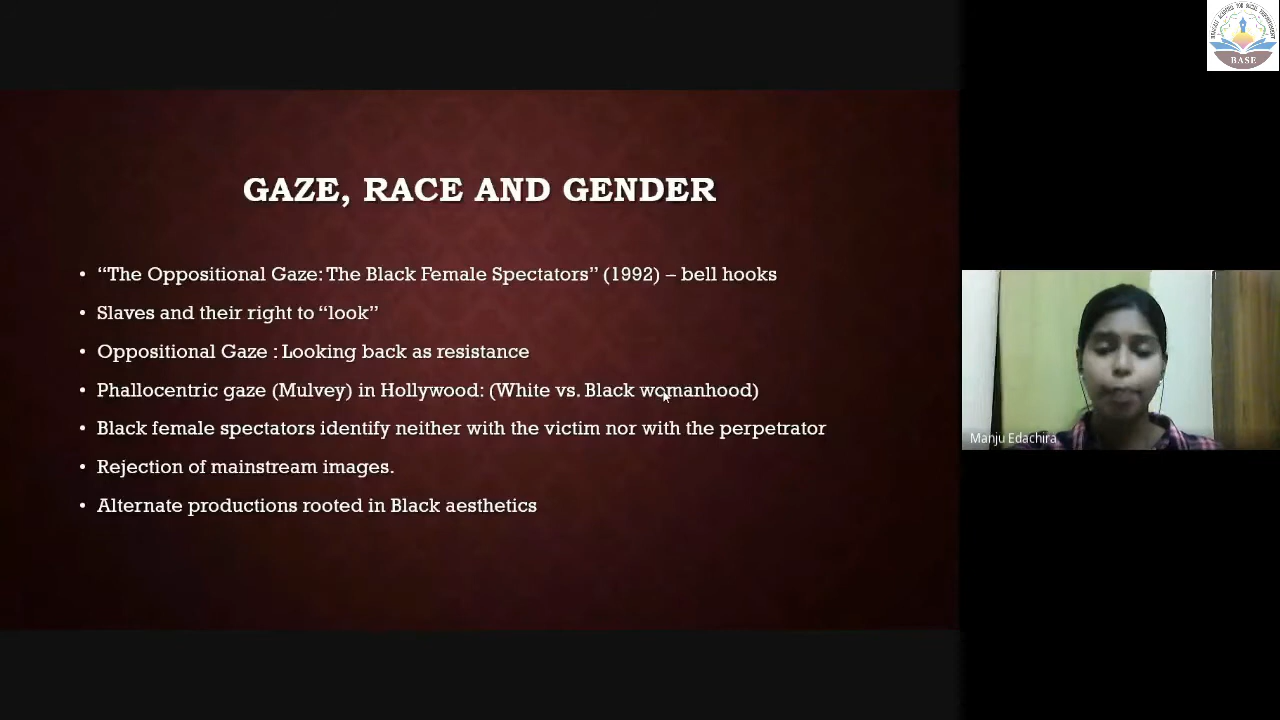 GAZE, RACE AND GENDER
• “The Oppositional Gaze: The Black Female Spectators” (1992) – bell hooks
• Slaves and their right to “look”
• Oppositional Gaze : Looking back as resistance
• Phallocentric gaze (Mulvey) in Hollywood: (White vs. Black womanhood)
• Black female spectators identify neither with the victim nor with the perpetrator
• Rejection of mainstream images.
• Alternate productions rooted in Black aesthetics
BASE
Manju Edachira